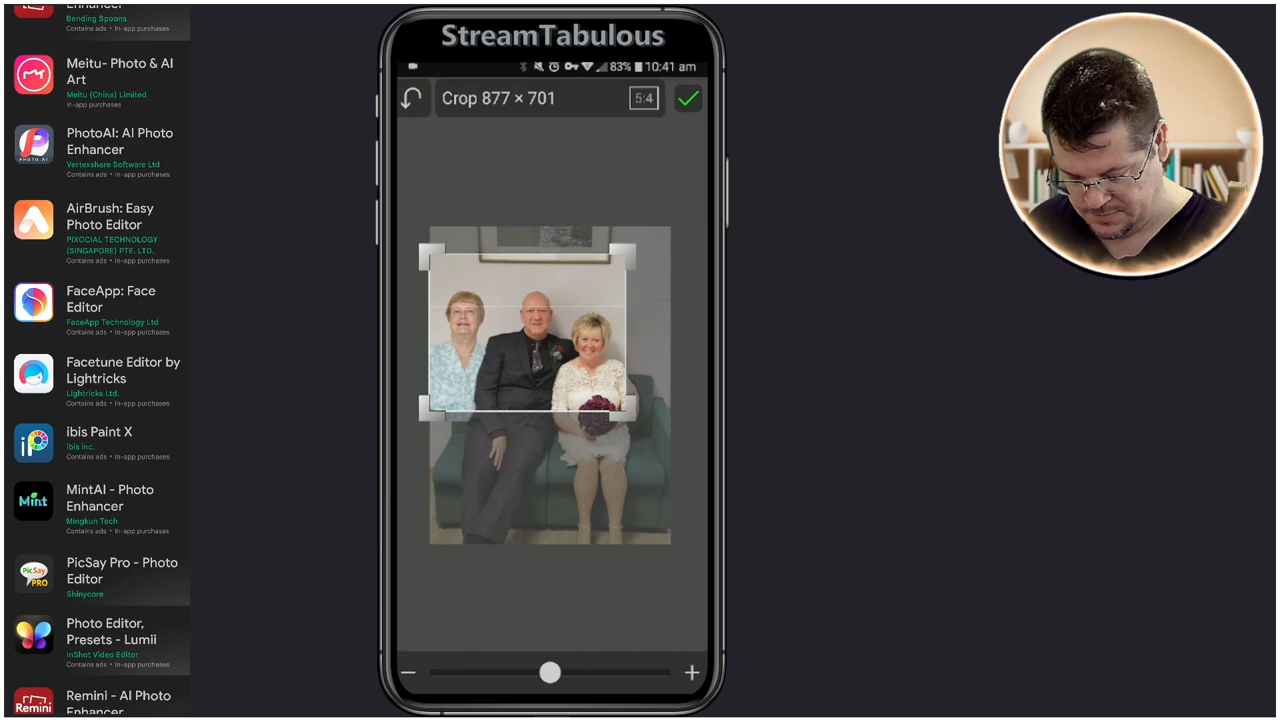 Enhancer
Bending Spoons
Contains ads • In-app purchases
Meitu- Photo & AI
Art
Meitu (China) Limited
In-app purchases
PhotoAI: AI Photo
Enhancer
Vertexshare Software Ltd
Contains ads • In-app purchases
PHOTO.AI
AirBrush: Easy
Photo Editor
PIXOCIAL TECHNOLOGY
(SINGAPORE) PTE. LTD.
Contains ads • In-app purchases
FaceApp: Face
Editor
FaceApp Technology Ltd
Contains ads • In-app purchases
Facetune Editor by
Lightricks
Lightricks Ltd.
Contains ads • In-app purchases
ibis Paint X
ibis inc.
Contains ads • In-app purchases
iP
MintAI - Photo
Enhancer
Mingkun Tech
Contains ads • In-app purchases
Mint
PicSay Pro - Photo
Editor
Shinycore
PicSay
PRO
Photo Editor,
Presets - Lumii
InShot Video Editor
Contains ads • In-app purchases
Remini - AI Photo
Enhancer
Remini
StreamTabulous
83% 10:41 am
Crop 877 × 701
5:4